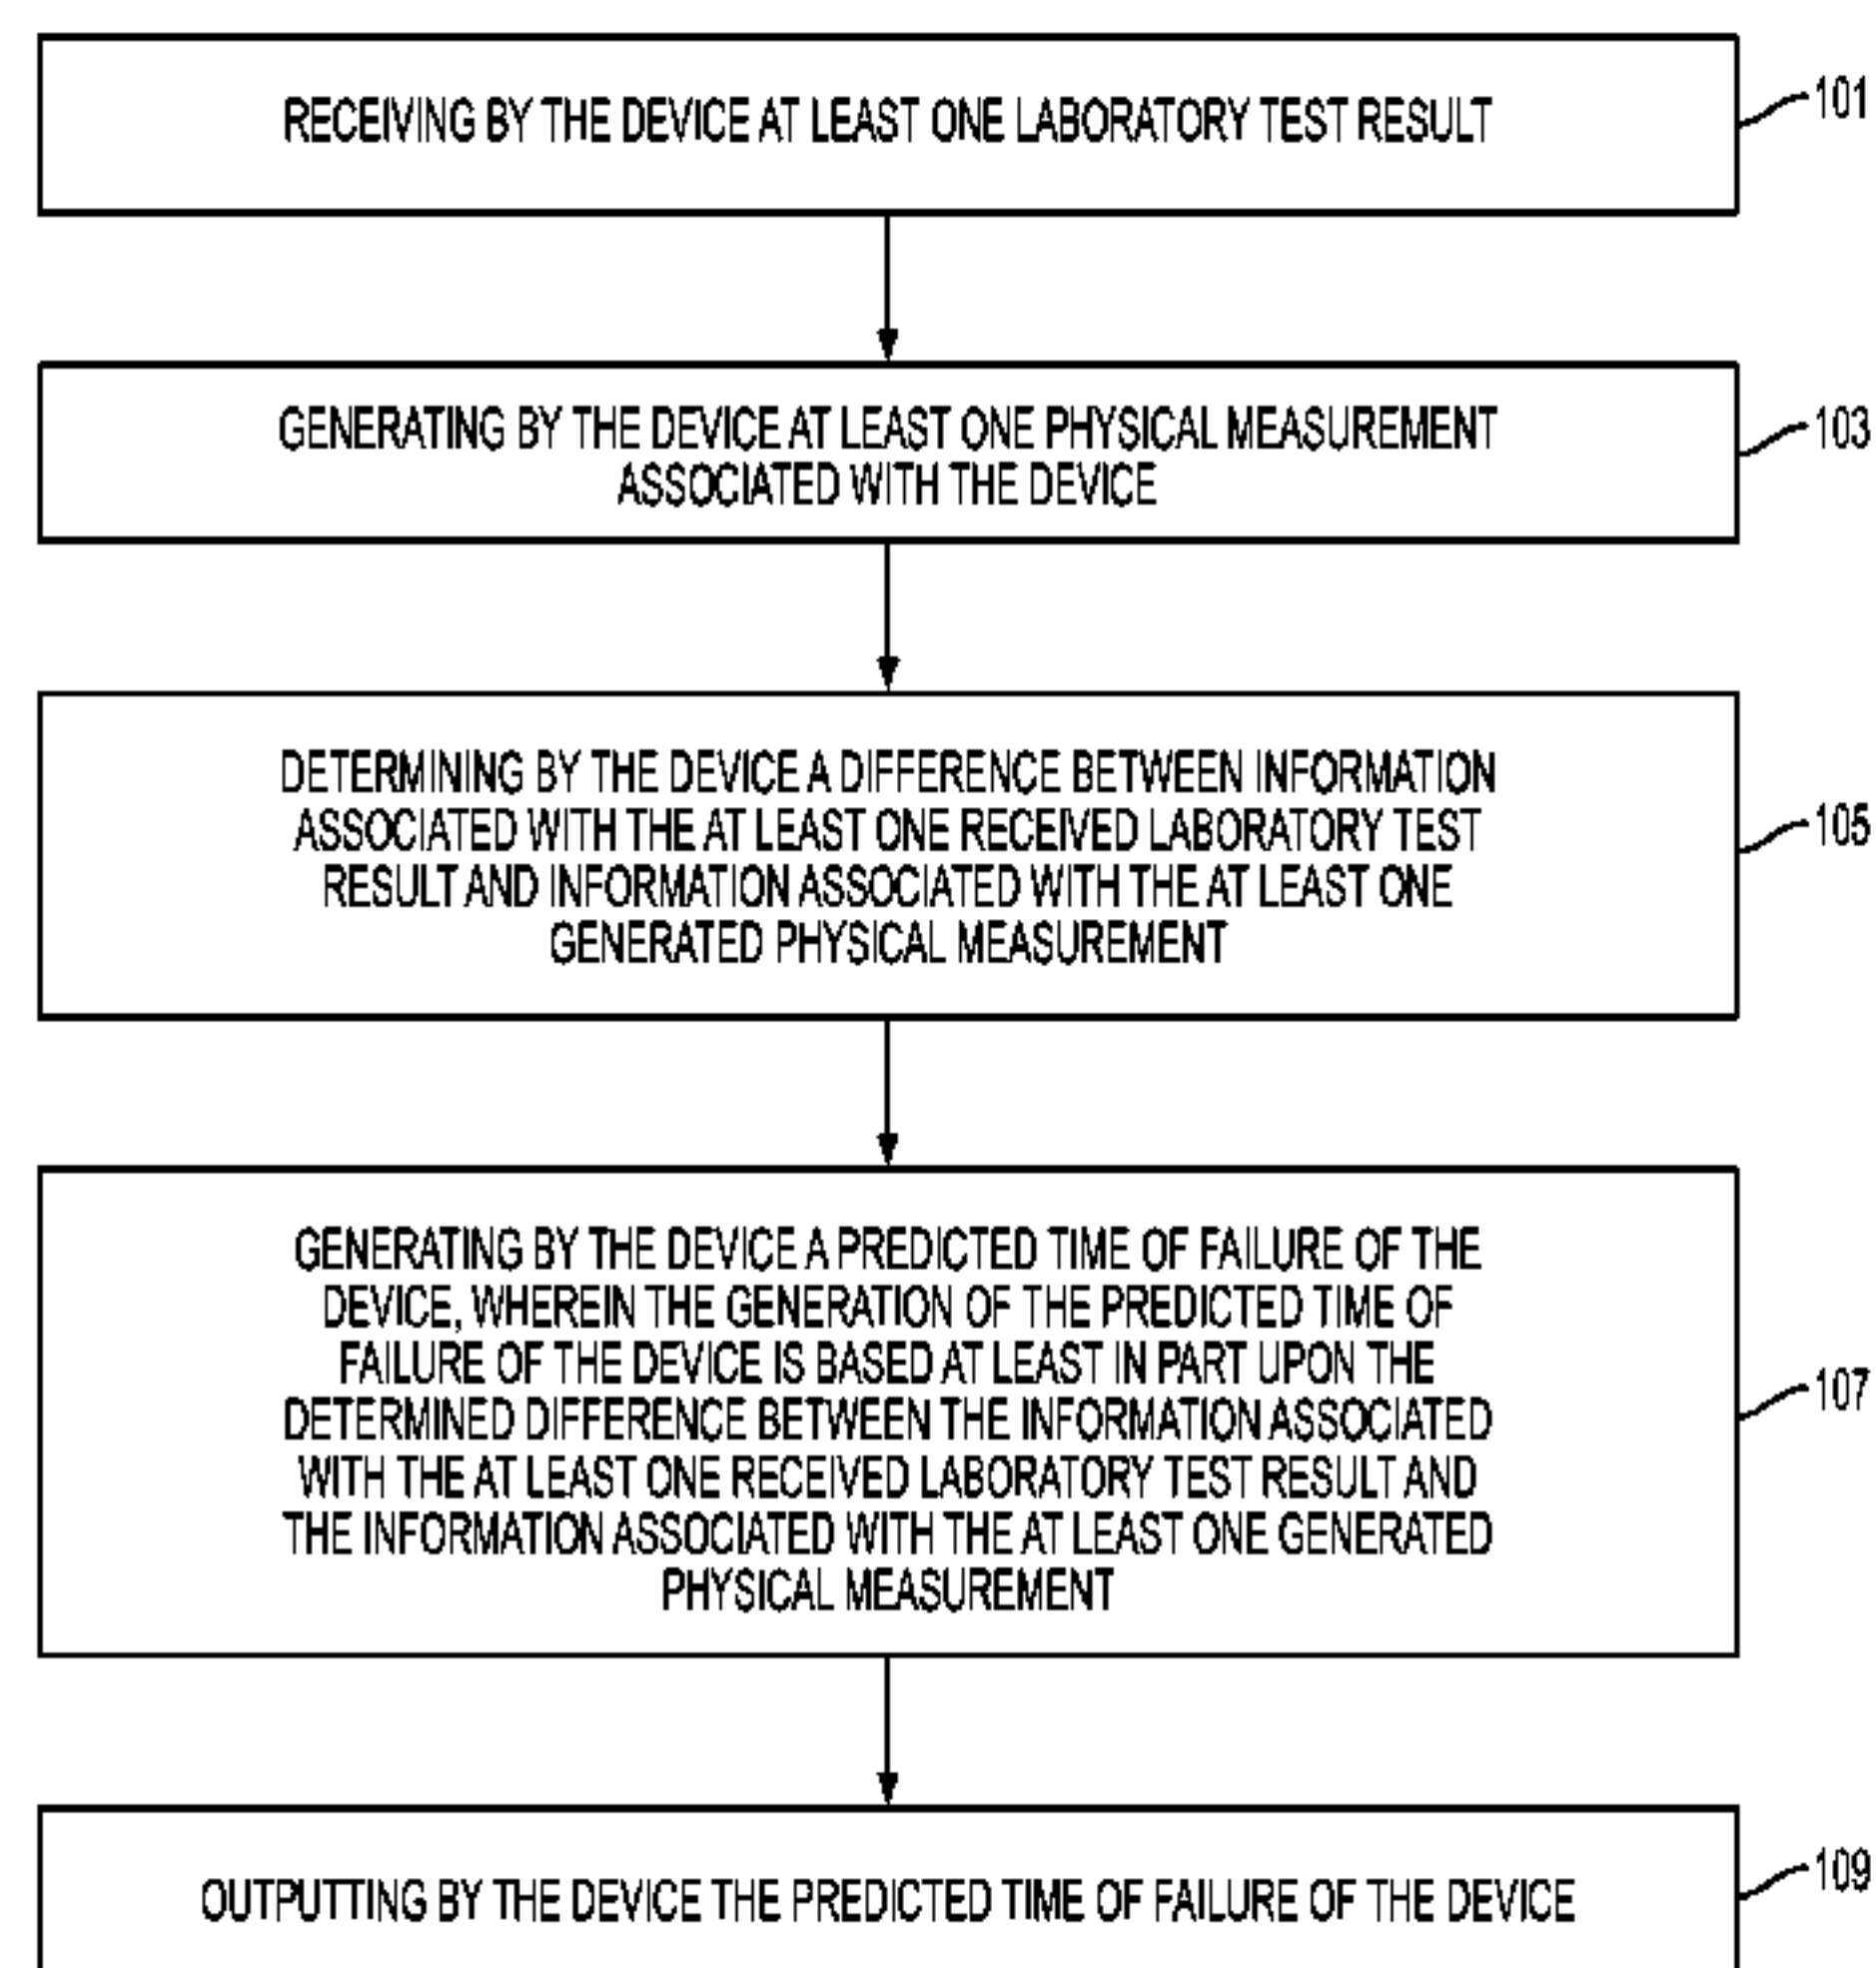 RECEIVING BY THE DEVICE AT LEAST ONE LABORATORY TEST RESULT
101
GENERATING BY THE DEVICE AT LEAST ONE PHYSICAL MEASUREMENT
ASSOCIATED WITH THE DEVICE
103
DETERMINING BY THE DEVICE A DIFFERENCE BETWEEN INFORMATION
ASSOCIATED WITH THE AT LEAST ONE RECEIVED LABORATORY TEST
RESULT AND INFORMATION ASSOCIATED WITH THE AT LEAST ONE
GENERATED PHYSICAL MEASUREMENT
105
GENERATING BY THE DEVICE A PREDICTED TIME OF FAILURE OF THE
DEVICE, WHEREIN THE GENERATION OF THE PREDICTED TIME OF
FAILURE OF THE DEVICE IS BASED AT LEAST IN PART UPON THE
DETERMINED DIFFERENCE BETWEEN THE INFORMATION ASSOCIATED
WITH THE AT LEAST ONE RECEIVED LABORATORY TEST RESULT AND
THE INFORMATION ASSOCIATED WITH THE AT LEAST ONE GENERATED
PHYSICAL MEASUREMENT
107
OUTPUTTING BY THE DEVICE THE PREDICTED TIME OF FAILURE OF THE DEVICE
109